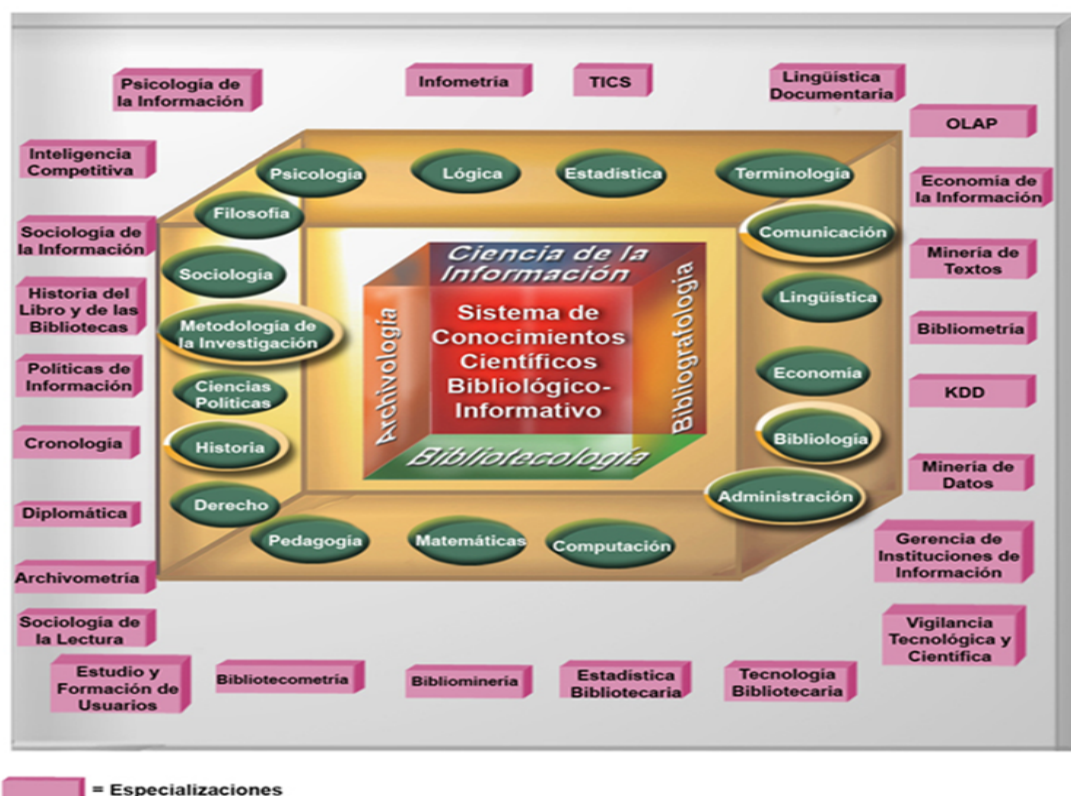 Psicología de
la Información
Infometría
TICS
Lingüística
Documentaria
OLAP
Inteligencia
Competitiva
Economía de
la Información
Sociología de
la Información
Minería de
Textos
Historia del
Libro y de las
Bibliotecas
Bibliometría
Políticas de
Información
KDD
Cronología
Minería de
Datos
Diplomática
Gerencia de
Instituciones de
Información
Archivometría
Sociología de
la Lectura
Vigilancia
Tecnológica y
Científica
Estudio y
Formación de
Usuarios
Bibliotecometría
Bibliominería
Estadística
Bibliotecaria
Tecnología
Bibliotecaria
Psicología
Lógica
Estadística
Terminología
Filosofía
Comunicación
Sociología
Lingüística
Metodología de
la Investigación
Ciencias
Políticas
Economía
Historia
Bibliología
Derecho
Administración
Pedagogía
Matemáticas
Computación
Ciencia de la
Información
Archivología
Sistema de
Conocimientos
Científicos
Bibliológico-
Informativo
Bibliografología
Bibliotecología
= Especializaciones